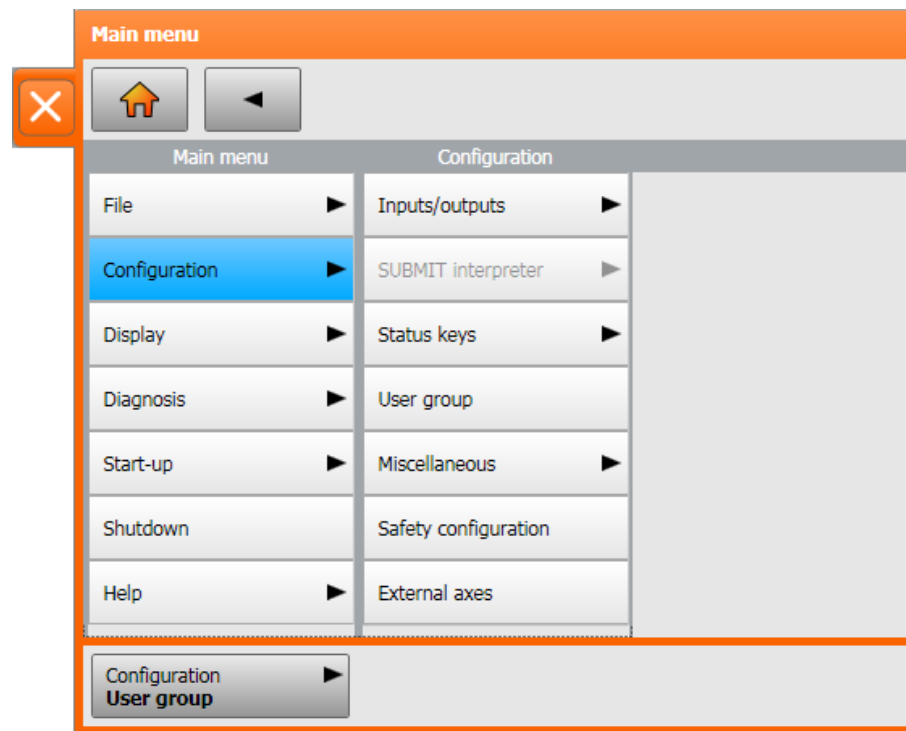 Main menu
Main menu
Configuration
File
Inputs/outputs
Configuration
SUBMIT interpreter
Display
Status keys
Diagnosis
User group
Start-up
Miscellaneous
Shutdown
Safety configuration
Help
External axes
Configuration
User group